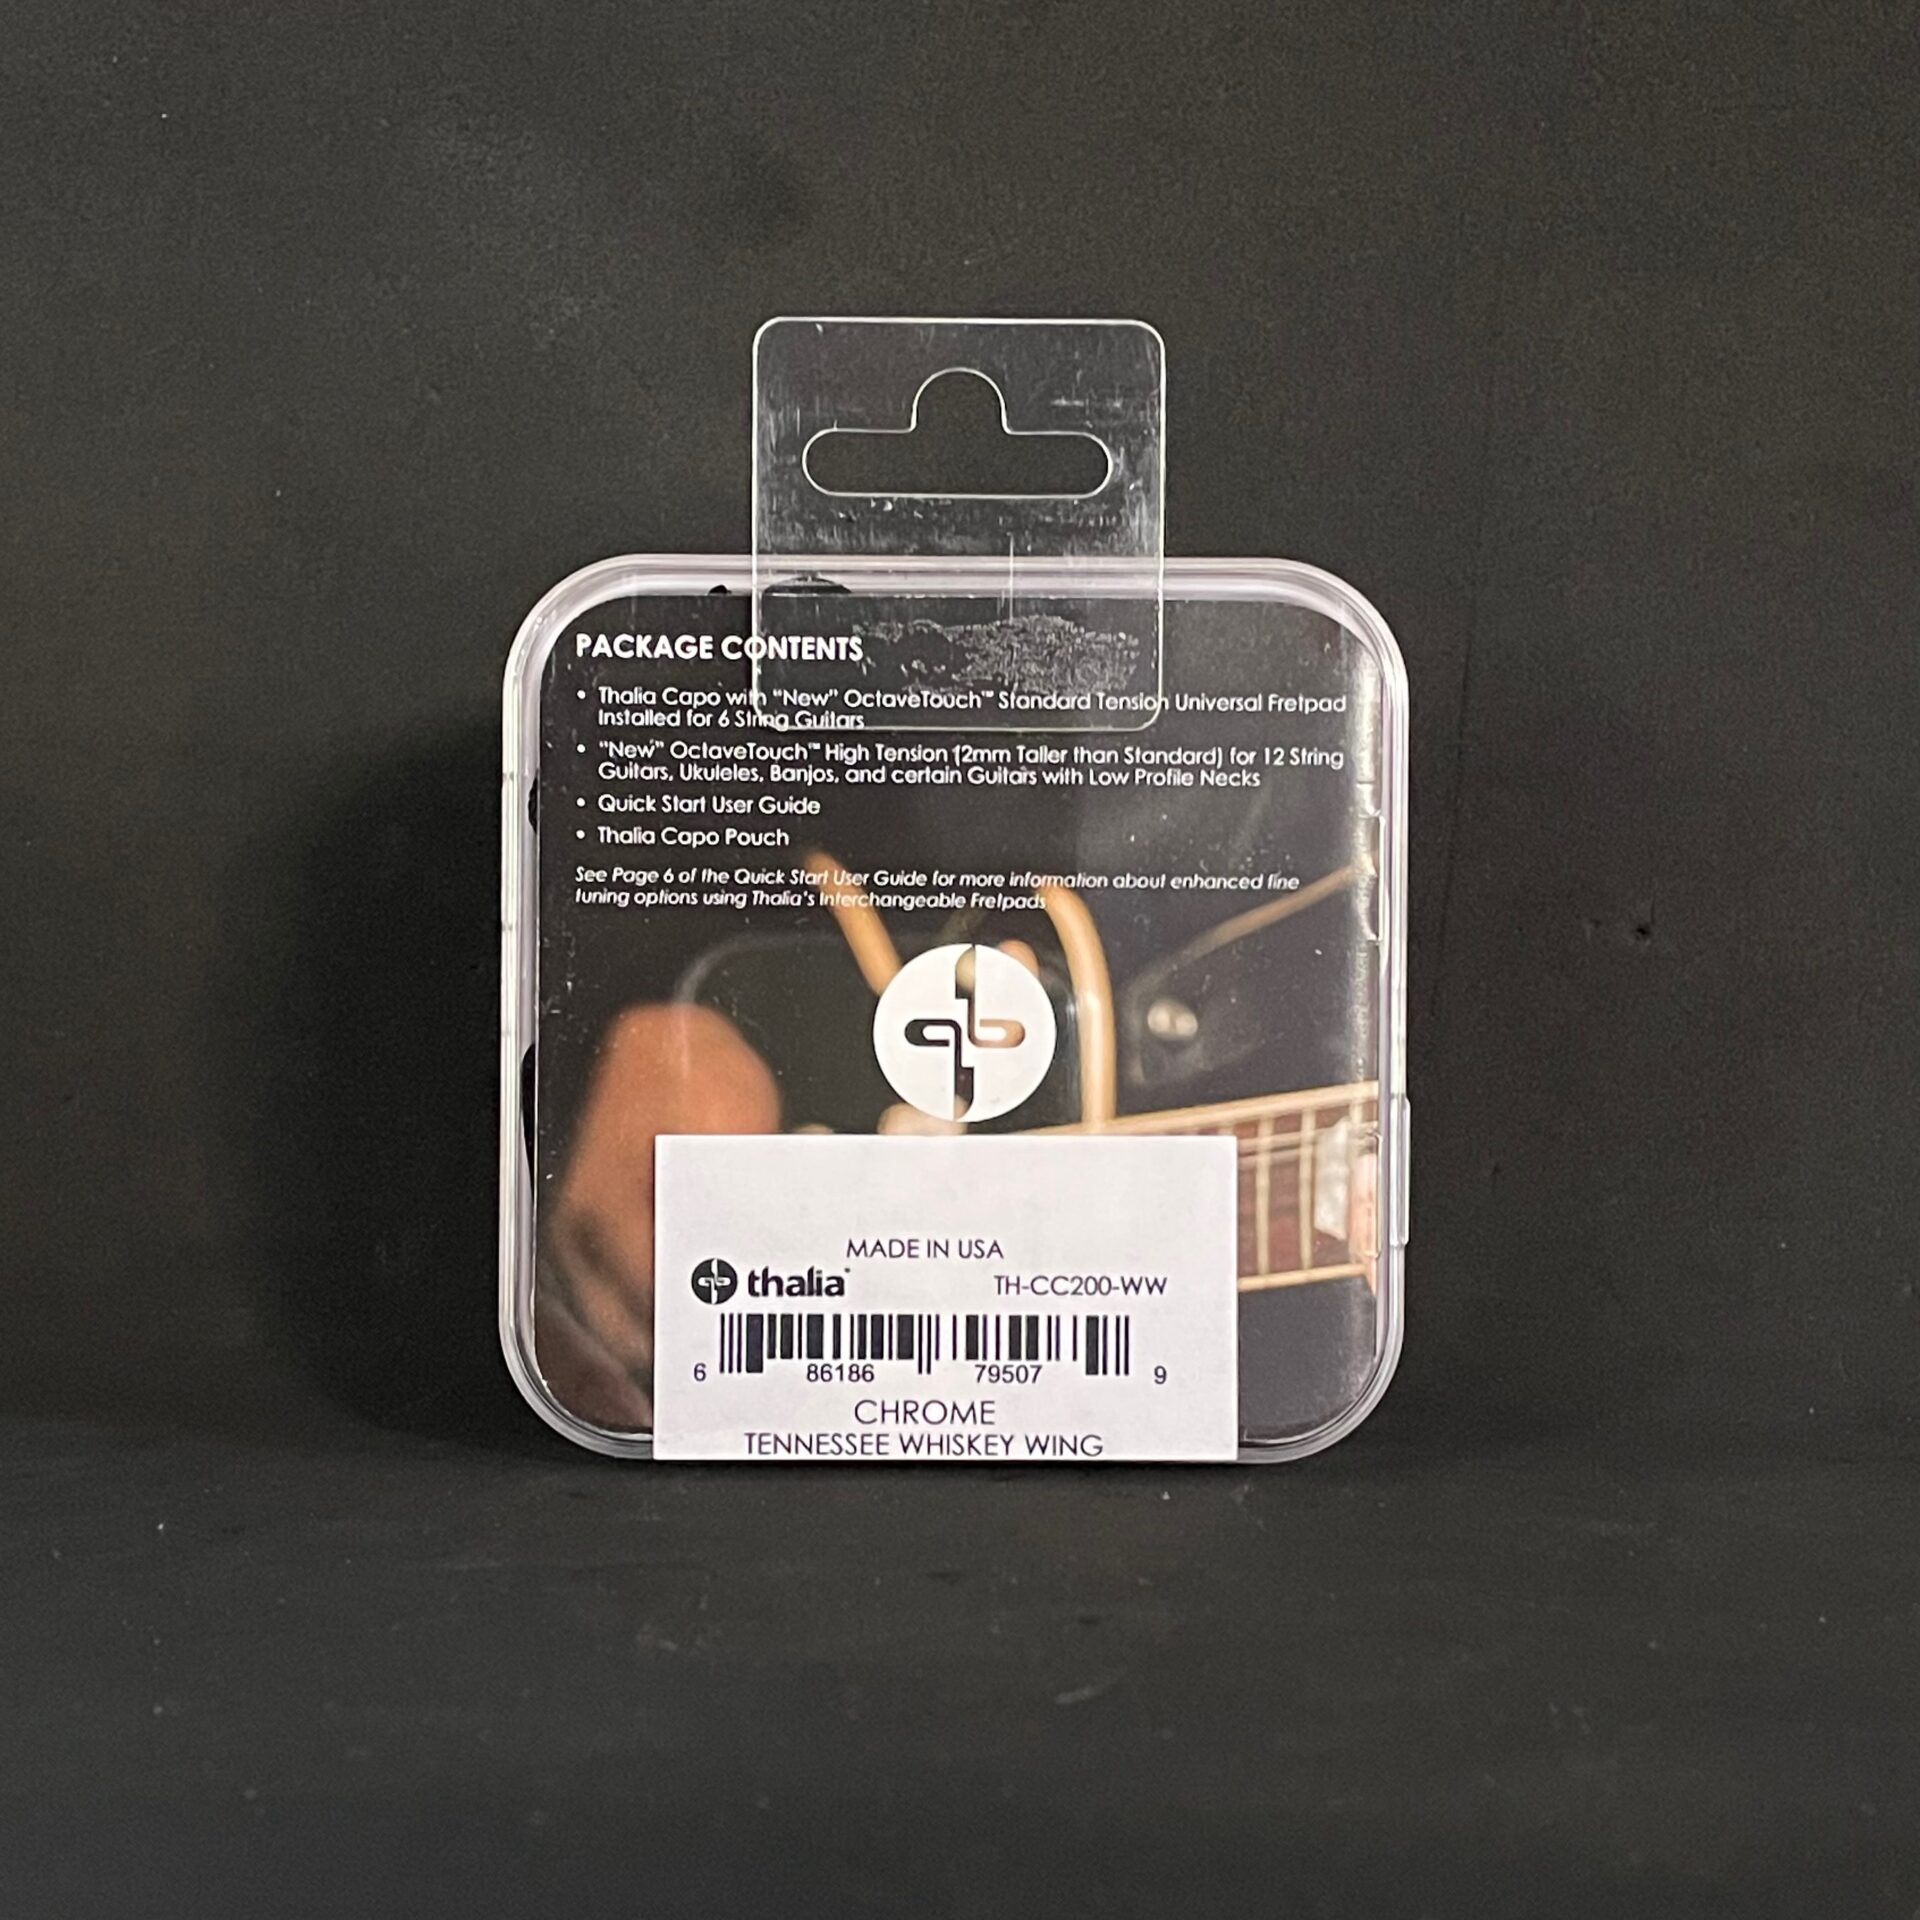 PACKAGE CONTENTS
• Thalia Capo with "New" OctaveTouch™ Standard Tension Universal Fretpad
Installed for 6 String Guitars
• "New" OctaveTouch™ High Tension (2mm Taller than Standard) for 12 String
Guitars, Ukuleles, Banjos, and certain Guitars with Low Profile Necks
• Quick Start User Guide
• Thalia Capo Pouch
See Page 6 of the Quick Start User Guide for more information about enhanced fine
tuning options using Thalia's Interchangeable Fretpads
MADE IN USA
thalia
TH-CC200-WW
6 86186 79507 9
CHROME
TENNESSEE WHISKEY WING